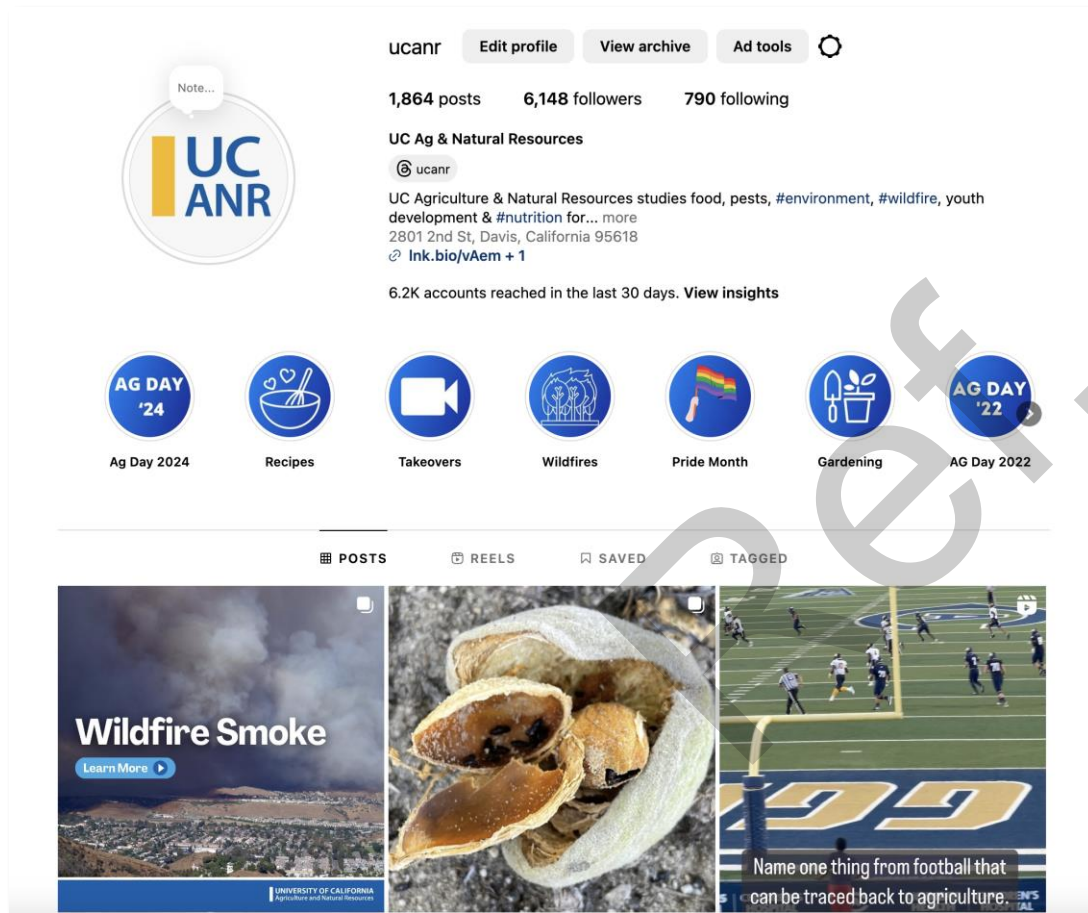 ucanr Edit profile View archive Ad tools
Note...
1,864 posts 6,148 followers 790 following
UC ANR
UC Ag & Natural Resources
ucanr
UC Agriculture & Natural Resources studies food, pests, #environment, #wildfire, youth
development & #nutrition for... more
2801 2nd St, Davis, California 95618
lnk.bio/vAem + 1
6.2K accounts reached in the last 30 days. View insights
AG DAY '24
AG DAY '22
Ag Day 2024 Recipes Takeovers Wildfires Pride Month Gardening AG Day 2022
POSTS REELS SAVED TAGGED
Wildfire Smoke
Learn More
UNIVERSITY OF CALIFORNIA
Agriculture and Natural Resources
Name one thing from football that
can be traced back to agriculture.